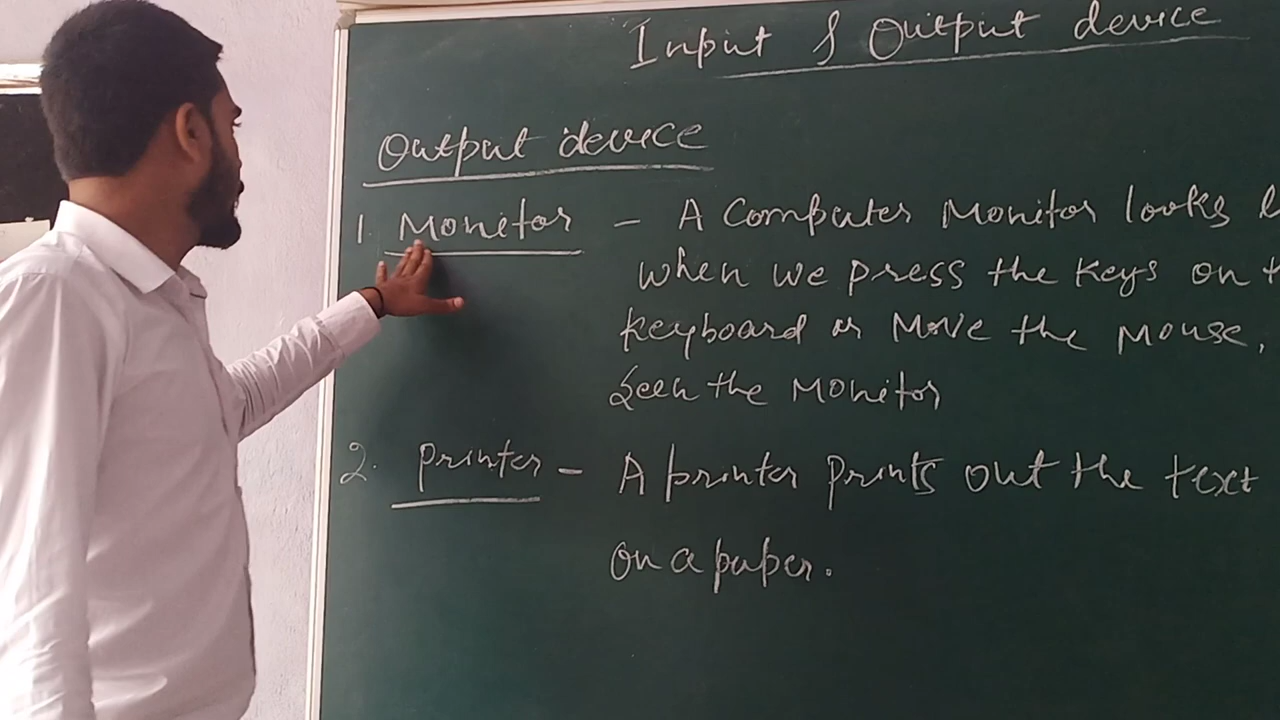 Input & Output device
Output device
1. Monitor - A Computer Monitor looks
when we press the keys on
keyboard or Move the Mouse,
seen the Monitor
2. printer - A printer prints out the text
on a paper.